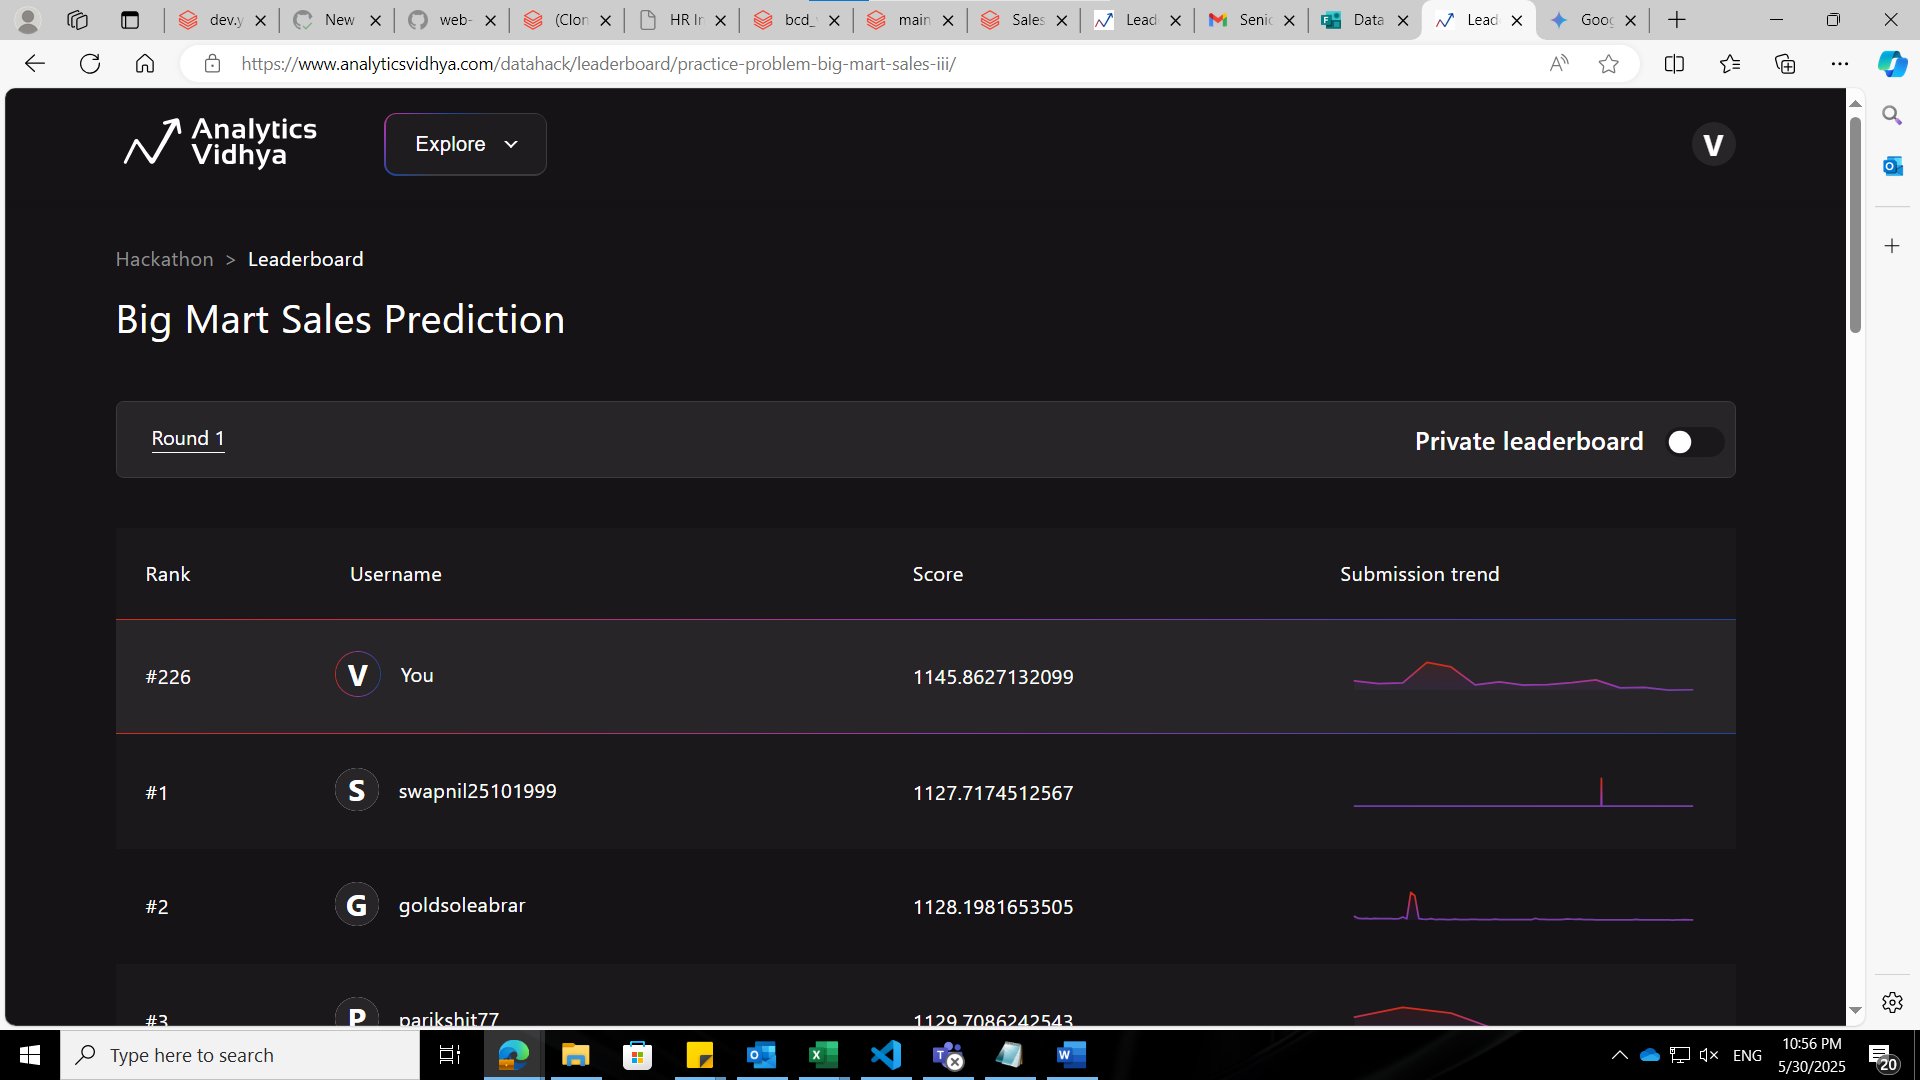 dev.y
New
web-
(Clon
HR In
bcd_
main
Sales
Lead
Senic
Data
Lead
Goog
https://www.analyticsvidhya.com/datahack/leaderboard/practice-problem-big-mart-sales-iii/
Analytics
Vidhya
Explore
V
Hackathon > Leaderboard
Big Mart Sales Prediction
Round 1
Private leaderboard
Rank Username Score Submission trend
#226 V You 1145.8627132099
#1 S swapnil25101999 1127.7174512567
#2 G goldsoleabrar 1128.1981653505
#3 P parikshit77 1129.7086242543
Type here to search
ENG
10:56 PM
5/30/2025
20